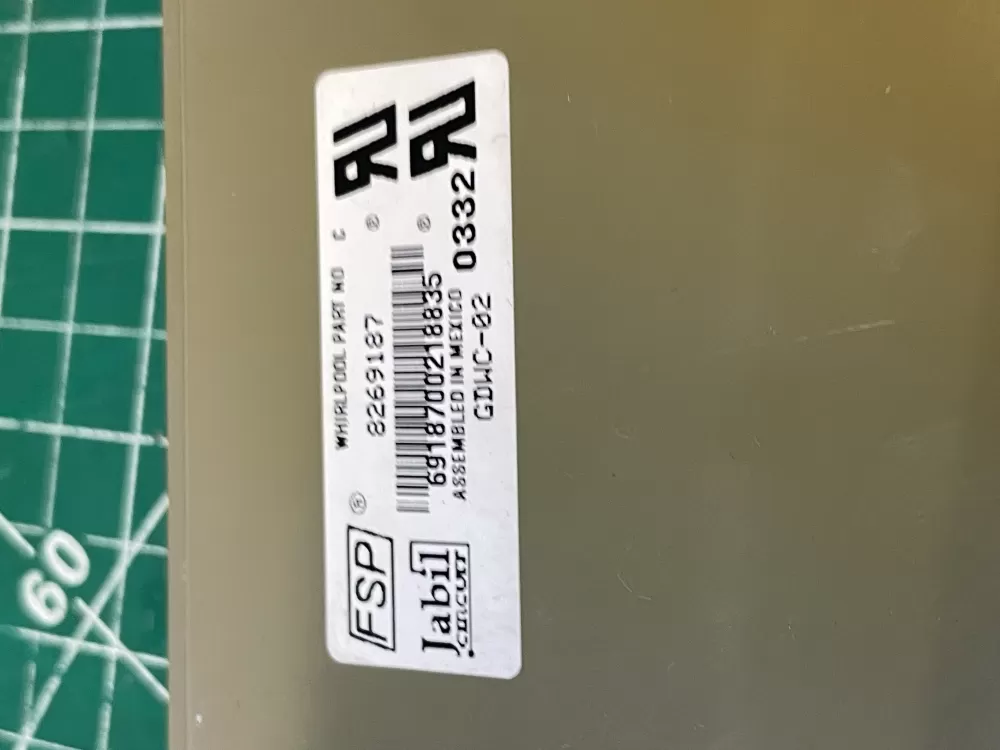 FSP ®
WHIRLPOOL PART NO
8269187
C
®
Jabil
CIRCUIT
6918700218835
ASSEMBLED IN MEXICO
GDWC-02
®
0332
60